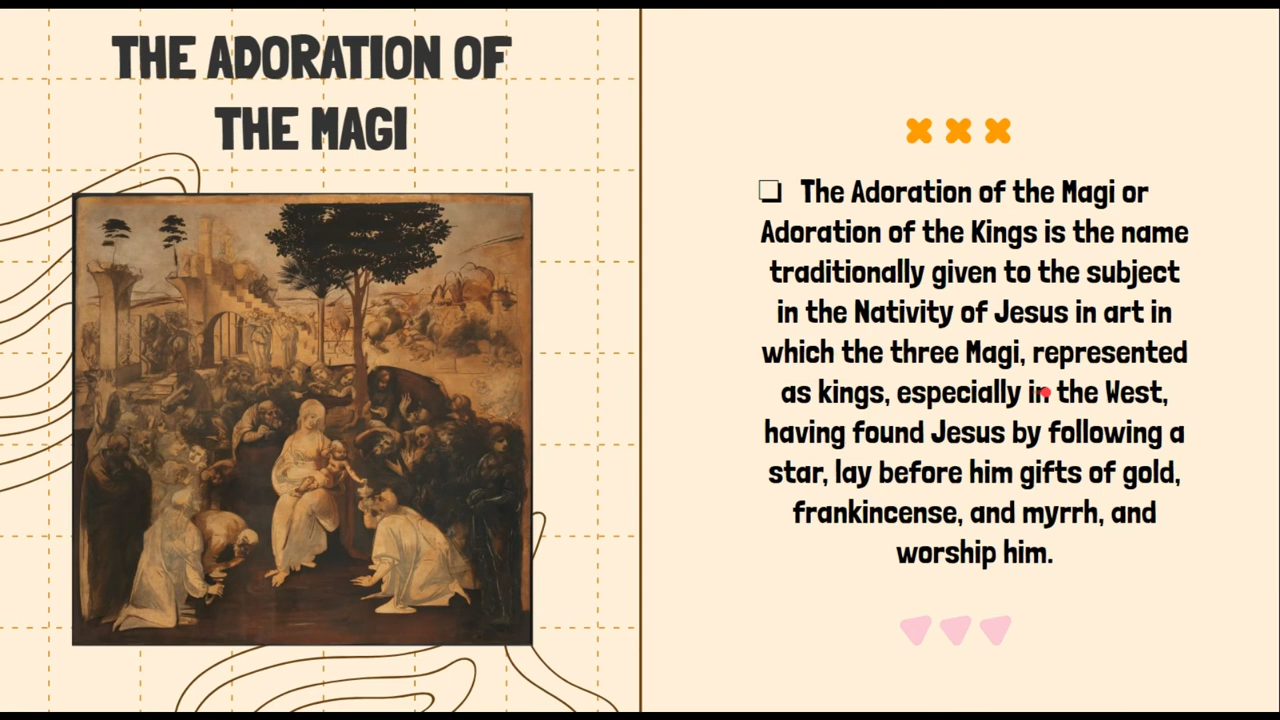 THE ADORATION OF
THE MAGI
The Adoration of the Magi or
Adoration of the Kings is the name
traditionally given to the subject
in the Nativity of Jesus in art in
which the three Magi, represented
as kings, especially in the West,
having found Jesus by following a
star, lay before him gifts of gold,
frankincense, and myrrh, and
worship him.